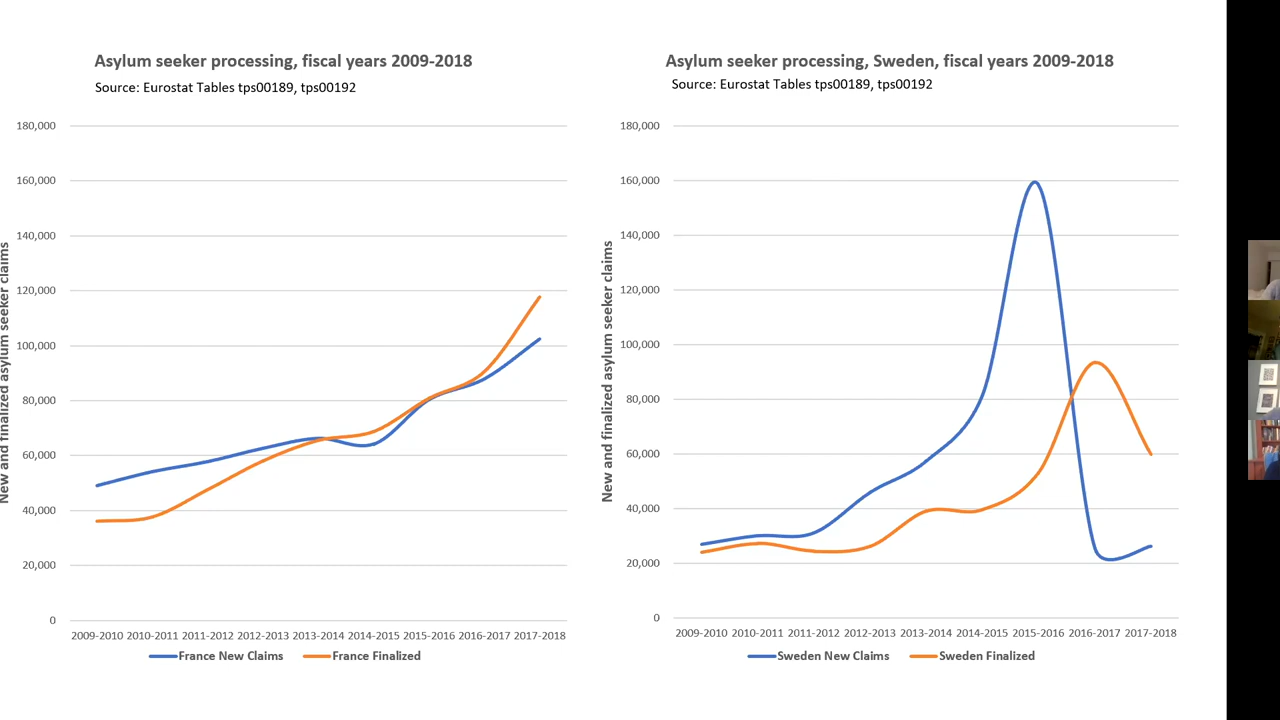 Asylum seeker processing, fiscal years 2009-2018
Source: Eurostat Tables tps00189, tps00192
180,000
160,000
140,000
120,000
100,000
80,000
60,000
40,000
20,000
0
New and finalized asylum seeker claims
2009-2010 2010-2011 2011-2012 2012-2013 2013-2014 2014-2015 2015-2016 2016-2017 2017-2018
France New Claims France Finalized
Asylum seeker processing, Sweden, fiscal years 2009-2018
Source: Eurostat Tables tps00189, tps00192
180,000
160,000
140,000
120,000
100,000
80,000
60,000
40,000
20,000
0
New and finalized asylum seeker claims
2009-2010 2010-2011 2011-2012 2012-2013 2013-2014 2014-2015 2015-2016 2016-2017 2017-2018
Sweden New Claims Sweden Finalized